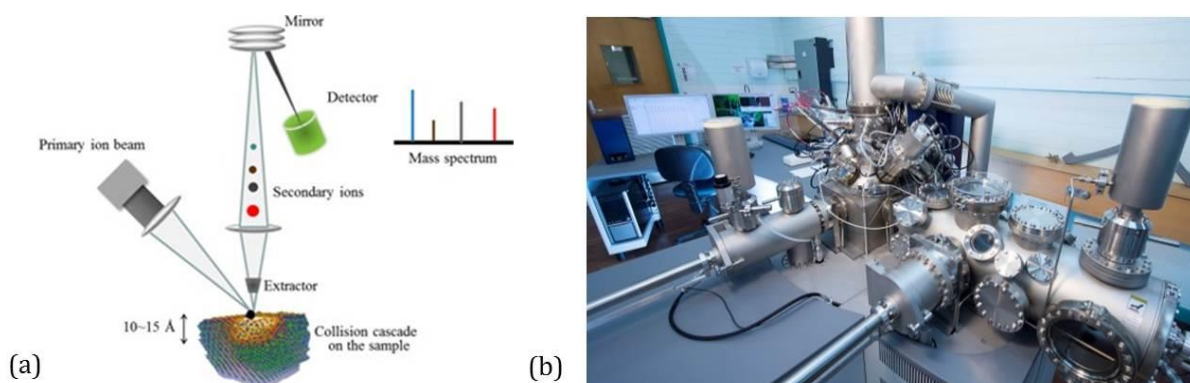 Mirror
Detector
Mass spectrum
Primary ion beam
Secondary ions
Extractor
10~15 Å
Collision cascade
on the sample
(a)
(b)